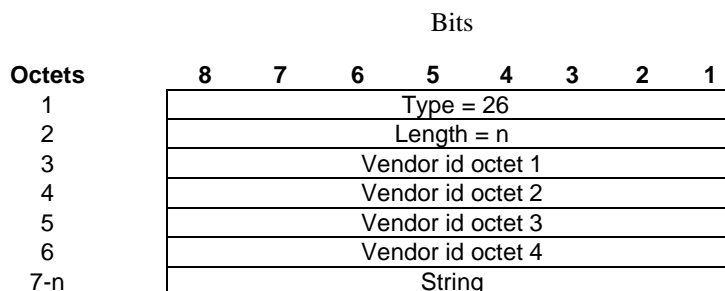 Bits
Octets 8 7 6 5 4 3 2 1
1 Type = 26
2 Length = n
3 Vendor id octet 1
4 Vendor id octet 2
5 Vendor id octet 3
6 Vendor id octet 4
7-n String